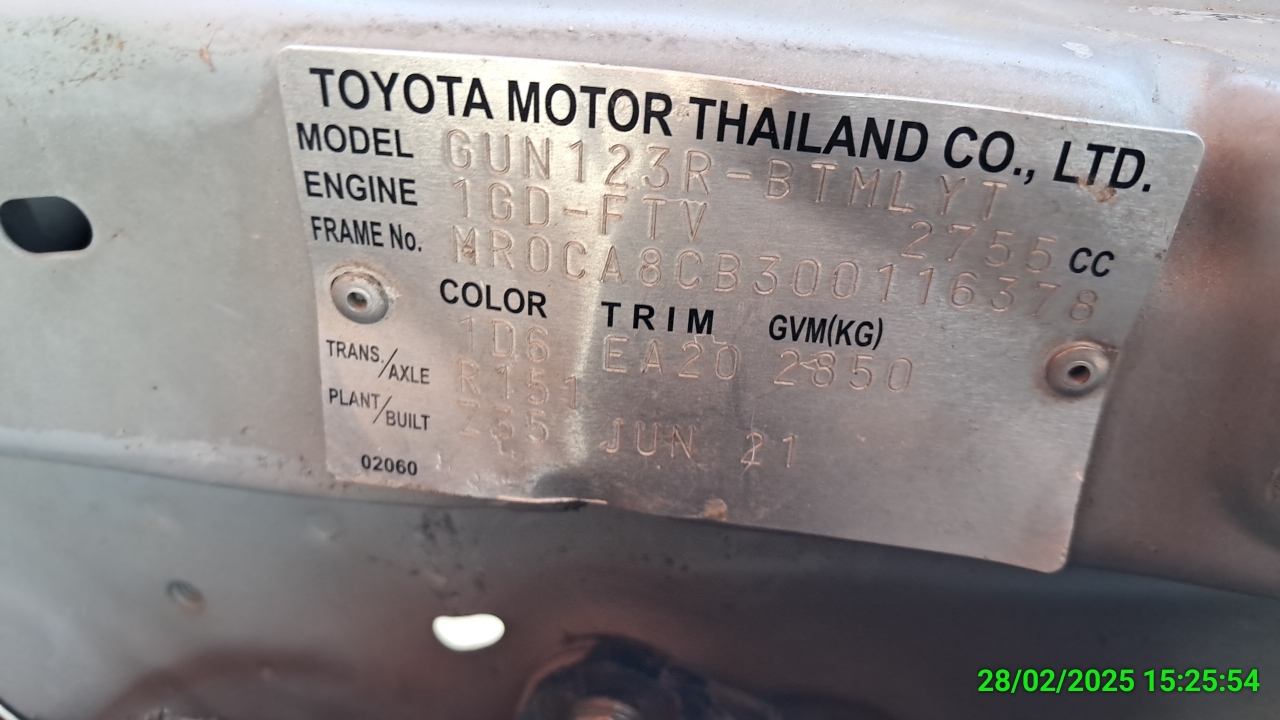 TOYOTA MOTOR THAILAND CO., LTD.
MODEL GUN123R-BTMLYT
ENGINE 1GD-FTV 2755 CC
FRAME No. MR0CA8CB300116378
COLOR TRIM GVM(KG)
1D6 EA20 2850
TRANS./AXLE R151
PLANT/BUILT Z35 JUN 21
02060
28/02/2025 15:25:54